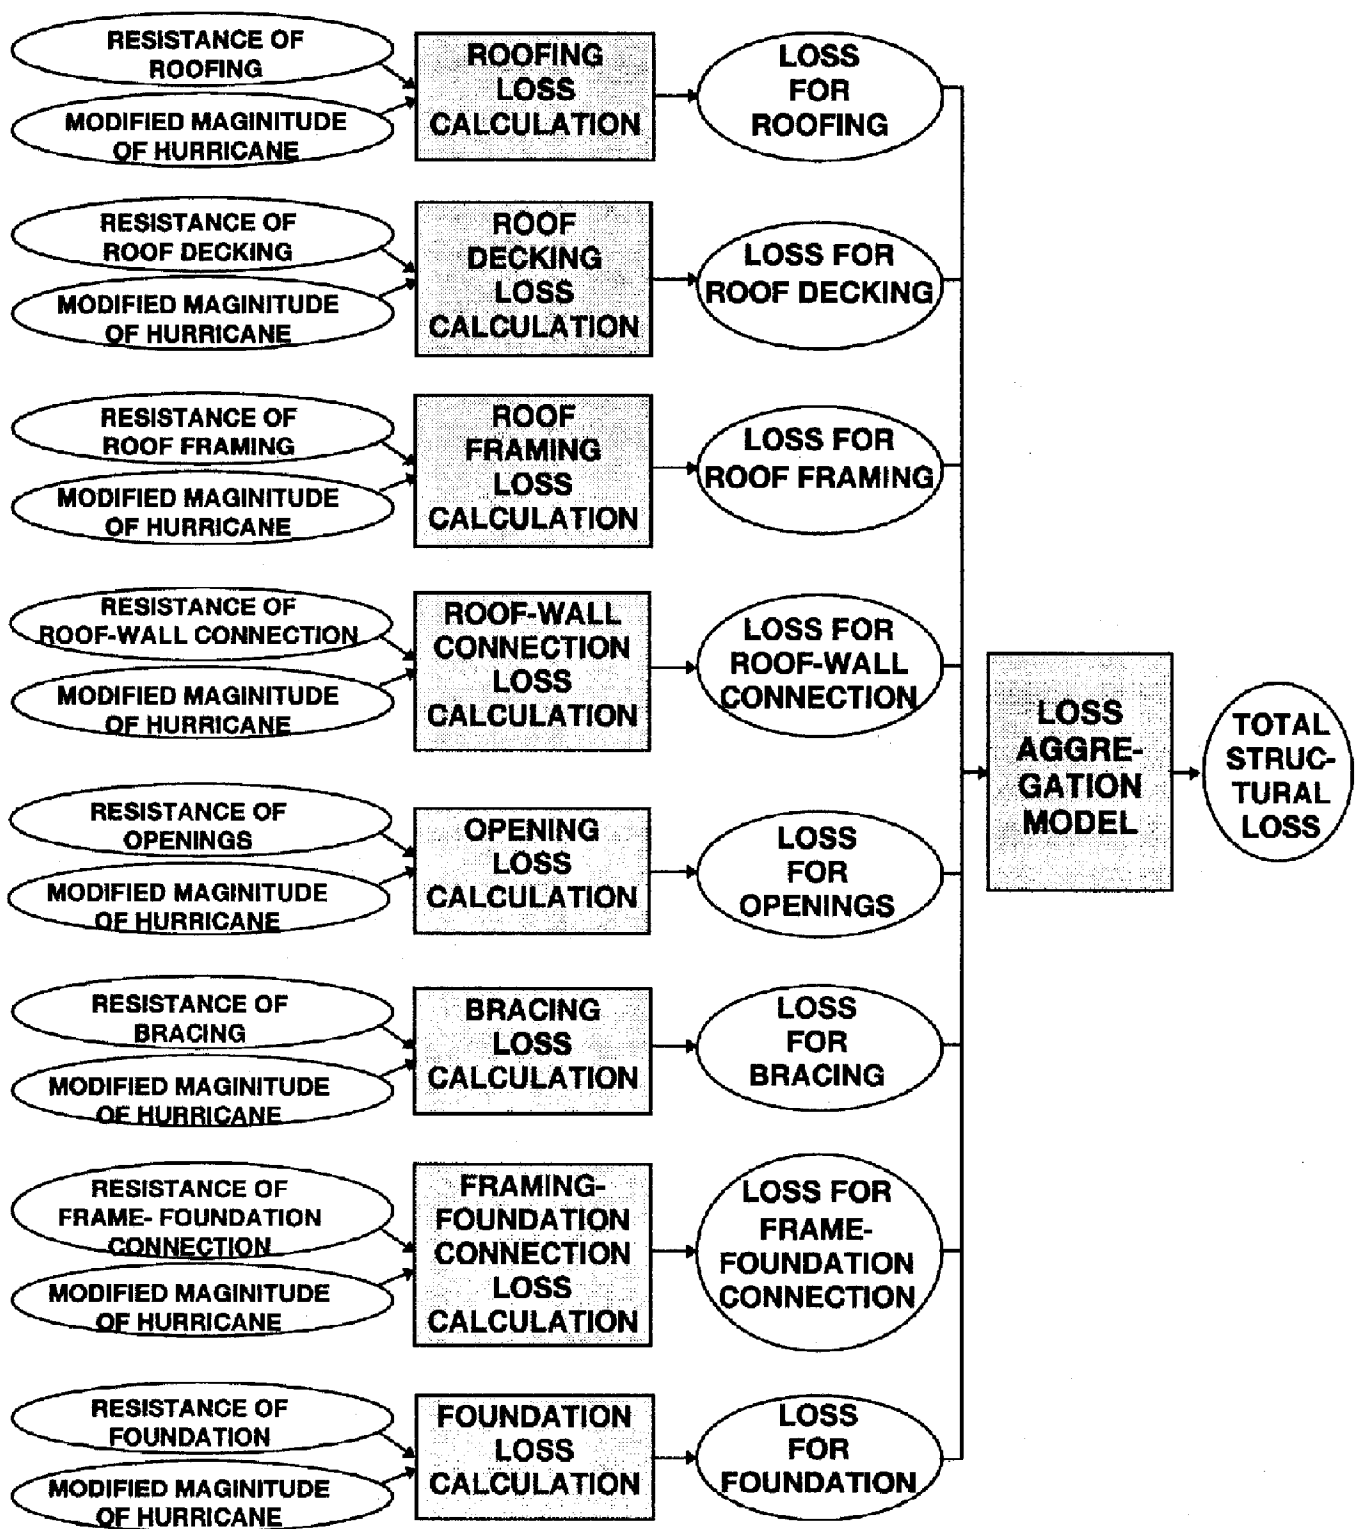 RESISTANCE OF
ROOFING
MODIFIED MAGINITUDE
OF HURRICANE
ROOFING
LOSS
CALCULATION
LOSS
FOR
ROOFING
RESISTANCE OF
ROOF DECKING
MODIFIED MAGINITUDE
OF HURRICANE
ROOF
DECKING
LOSS
CALCULATION
LOSS FOR
ROOF DECKING
RESISTANCE OF
ROOF FRAMING
MODIFIED MAGINITUDE
OF HURRICANE
ROOF
FRAMING
LOSS
CALCULATION
LOSS FOR
ROOF FRAMING
RESISTANCE OF
ROOF-WALL CONNECTION
MODIFIED MAGINITUDE
OF HURRICANE
ROOF-WALL
CONNECTION
LOSS
CALCULATION
LOSS FOR
ROOF-WALL
CONNECTION
RESISTANCE OF
OPENINGS
MODIFIED MAGINITUDE
OF HURRICANE
OPENING
LOSS
CALCULATION
LOSS
FOR
OPENINGS
RESISTANCE OF
BRACING
MODIFIED MAGINITUDE
OF HURRICANE
BRACING
LOSS
CALCULATION
LOSS
FOR
BRACING
RESISTANCE OF
FRAME- FOUNDATION
CONNECTION
MODIFIED MAGINITUDE
OF HURRICANE
FRAMING-
FOUNDATION
CONNECTION
LOSS
CALCULATION
LOSS FOR
FRAME-
FOUNDATION
CONNECTION
RESISTANCE OF
FOUNDATION
MODIFIED MAGINITUDE
OF HURRICANE
FOUNDATION
LOSS
CALCULATION
LOSS
FOR
FOUNDATION
LOSS
AGGRE-
GATION
MODEL
TOTAL
STRUC-
TURAL
LOSS